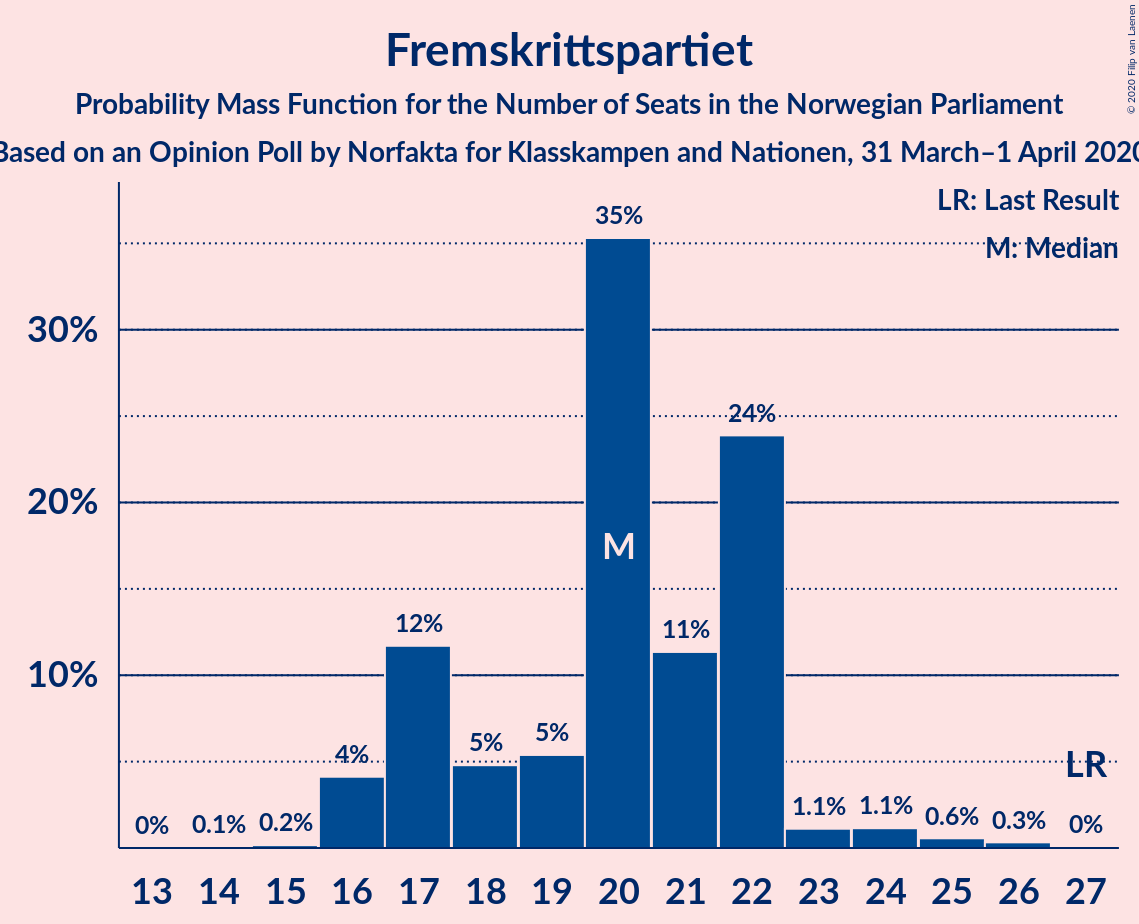 Fremskrittspartiet
Probability Mass Function for the Number of Seats in the Norwegian Parliament
Based on an Opinion Poll by Norfakta for Klasskampen and Nationen, 31 March–1 April 2020
© 2020 Filip van Laenen
LR: Last Result
M: Median
35%
30%
24%
20%
M
12%
11%
10%
5%
5%
4%
LR
1.1%
1.1%
0.6%
0.3%
0.2%
0.1%
0%
0%
13 14 15 16 17 18 19 20 21 22 23 24 25 26 27